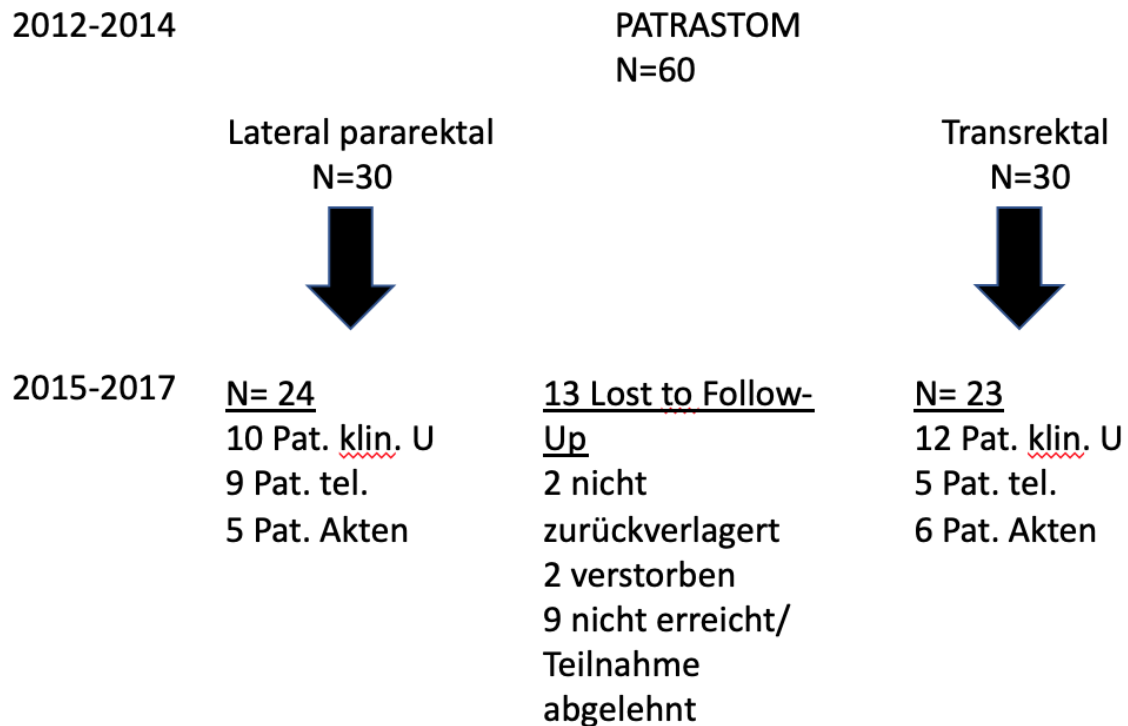 2012-2014
PATRASTOM
N=60
Lateral pararektal
N=30
Transrektal
N=30
2015-2017
N= 24
10 Pat. klin. U
9 Pat. tel.
5 Pat. Akten
13 Lost to Follow-
Up
2 nicht
zurückverlagert
2 verstorben
9 nicht erreicht/
Teilnahme
abgelehnt
N= 23
12 Pat. klin. U
5 Pat. tel.
6 Pat. Akten